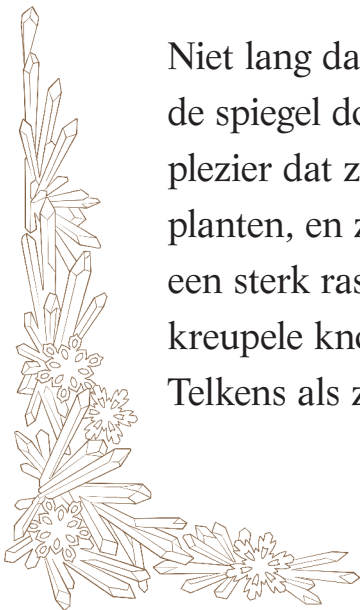 Niet lang da
de spiegel do
plezier dat z
planten, en z
een sterk ras
kreupele kno
Telkens als z